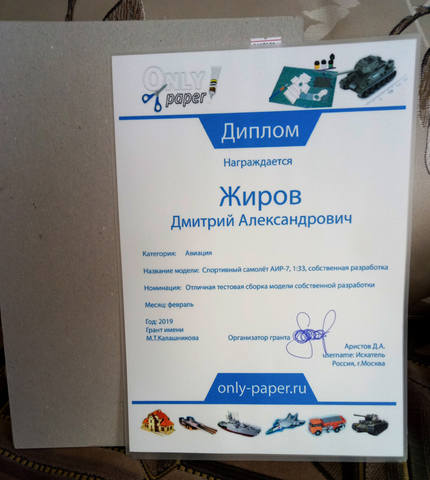 ONLY
paper
Диплом
Награждается
Жиров
Дмитрий Александрович
Категория: Авиация
Название модели: Спортивный самолёт АИР-7, 1:33, собственная разработка
Номинация: Отличная тестовая сборка модели собственной разработки
Месяц: февраль
Год: 2019
Грант имени
М.Т.Калашникова
Организатор гранта
Аристов Д.А.
username: Искатель
Россия, г.Москва
only-paper.ru